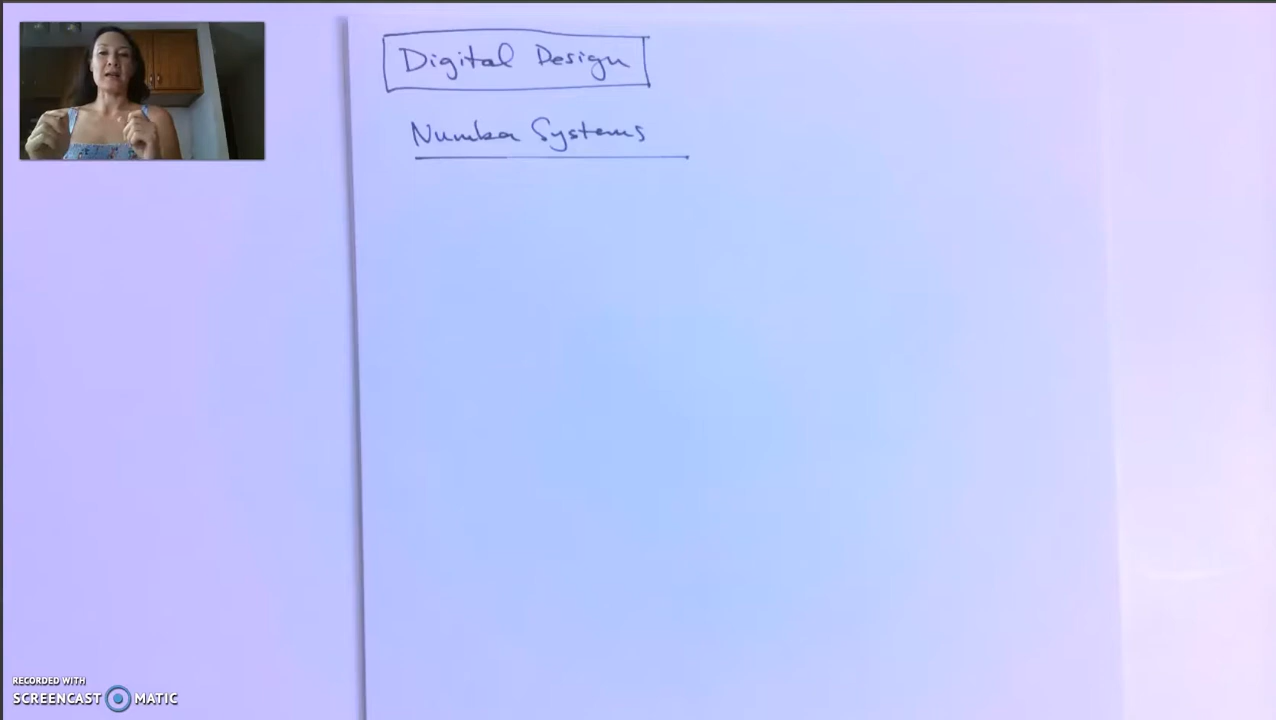 Digital Design
Number Systems
RECORDED WITH
SCREENCAST MATIC